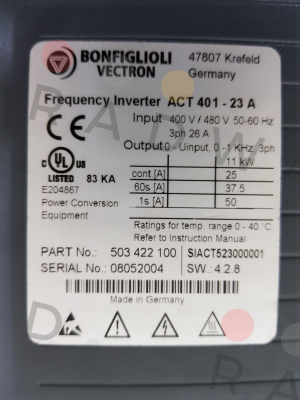 BONFIGLIOLI
VECTRON
47807 Krefeld
Germany
Frequency Inverter ACT 401 - 23 A
Input 400 V / 480 V 50-60 Hz
3ph 26 A
Output 0 - Uinput, 0 - 1 KHz, 3ph
11 kW
cont.[A] 25
60s [A] 37.5
1s [A] 50
CE
c UL US
LISTED 83 KA
E204867
Power Conversion
Equipment
Ratings for temp. range 0 - 40 °C
Refer to Instruction Manual
PART No.: 503 422 100 SIACT523000001
SERIAL No.: 08052004 SW.: 4.2.8
Made in Germany